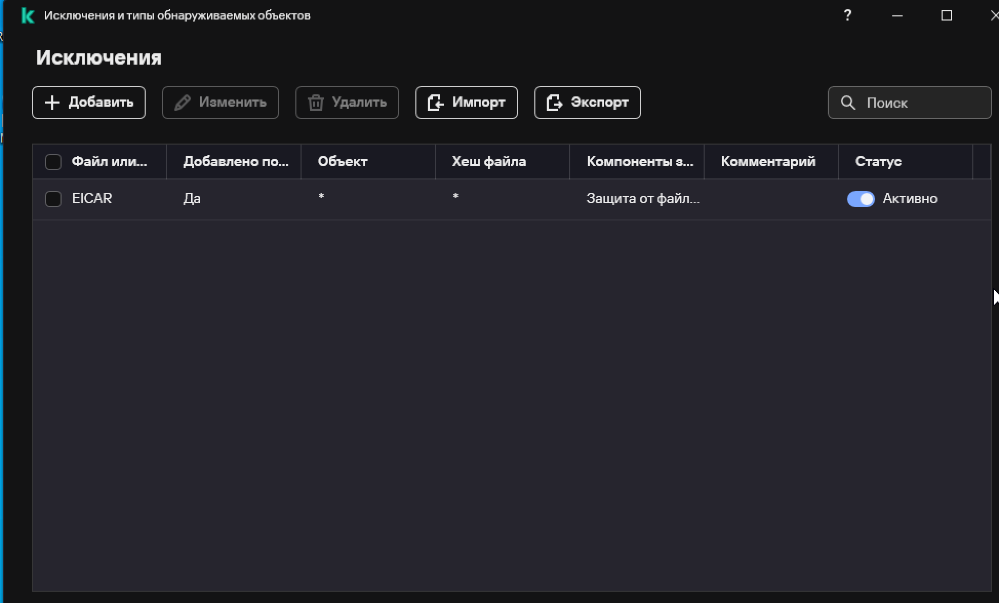 Исключения и типы обнаруживаемых объектов
?
Исключения
Добавить
Изменить
Удалить
Импорт
Экспорт
Поиск
Файл или... Добавлено по... Объект Хеш файла Компоненты з... Комментарий Статус
EICAR Да * * Защита от файл... Активно